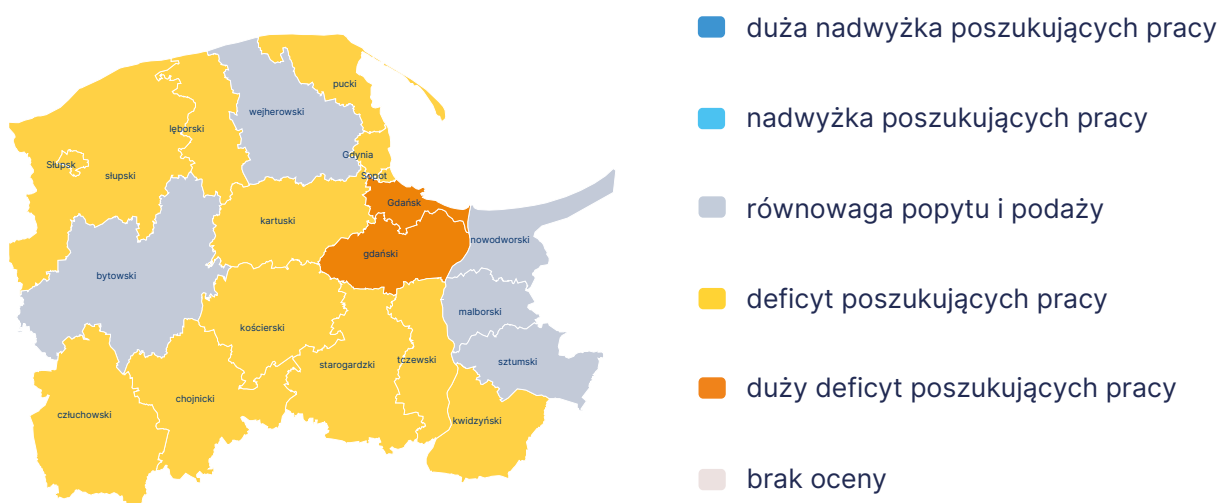 pucki
wejherowski
lęborski
Gdynia
Słupsk
słupski
Sopot
Gdańsk
kartuski
nowodworski
gdański
bytowski
malborski
kościerski
starogardzki
tczewski
sztumski
chojnicki
człuchowski
kwidzyński
duża nadwyżka poszukujących pracy
nadwyżka poszukujących pracy
równowaga popytu i podaży
deficyt poszukujących pracy
duży deficyt poszukujących pracy
brak oceny